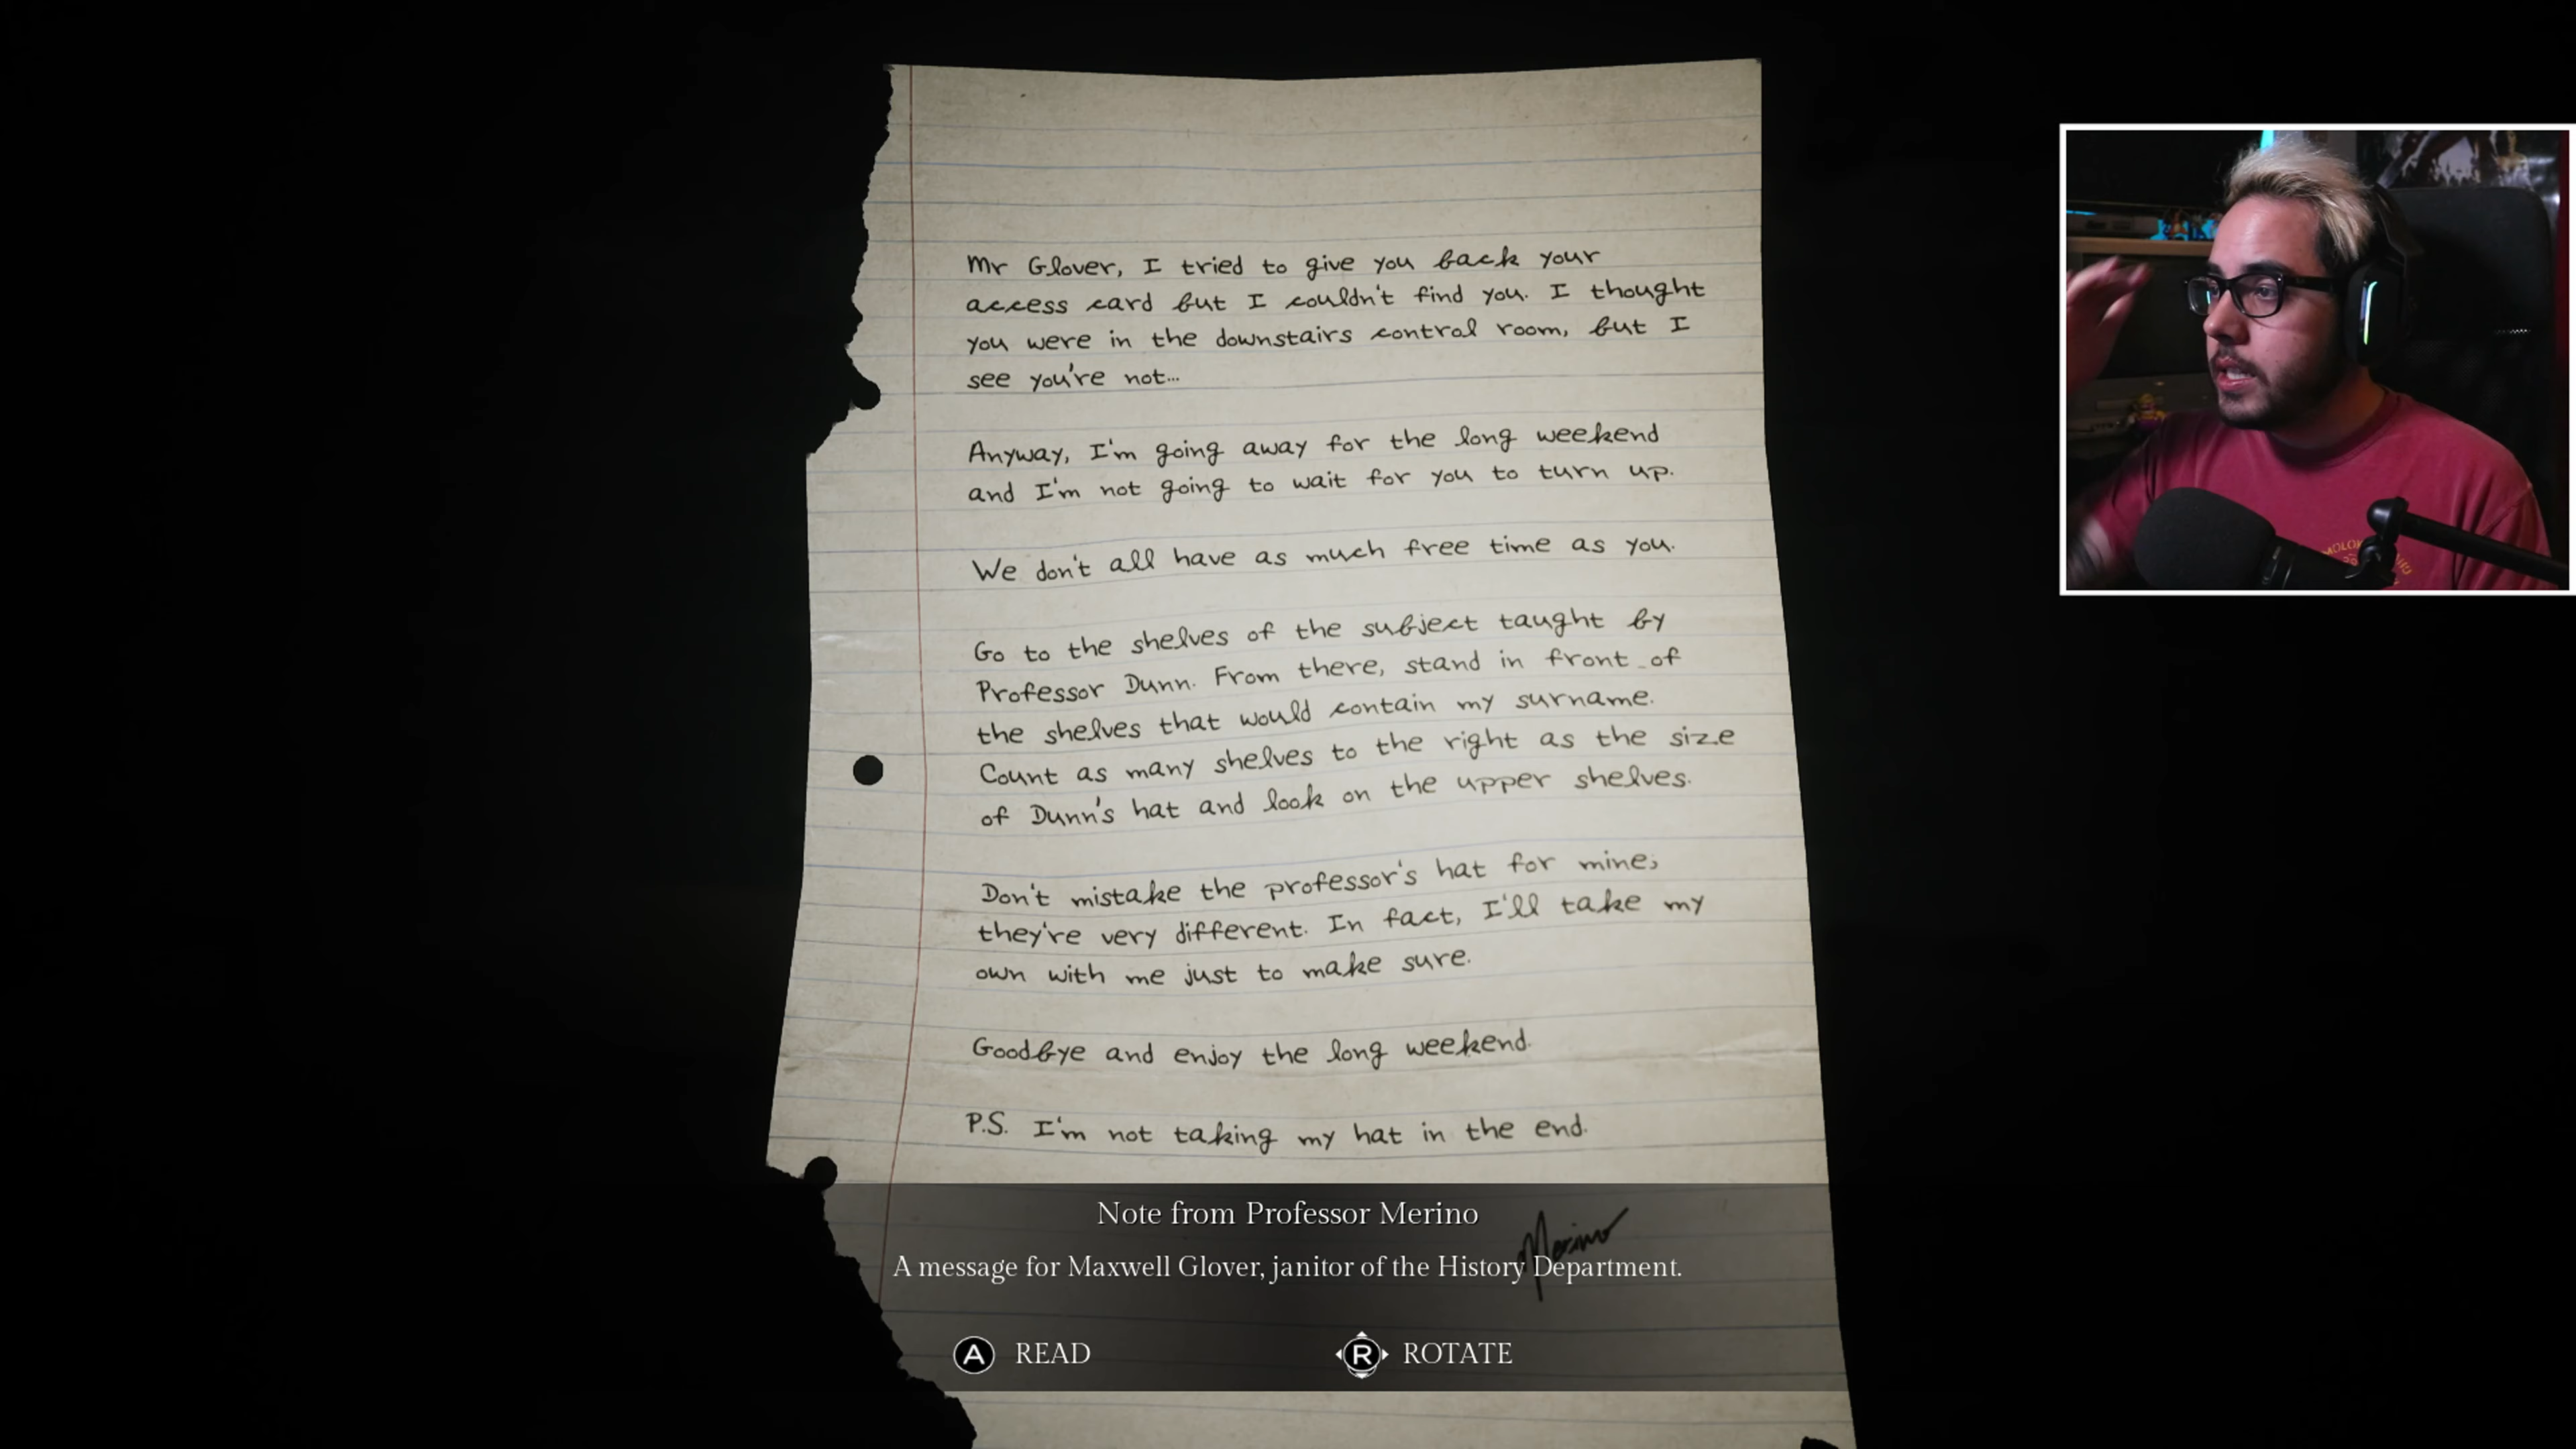 Mr Glover, I tried to give you back your
access card but I couldn't find you. I thought
you were in the downstairs control room, but I
see you're not...
Anyway, I'm going away for the long weekend
and I'm not going to wait for you to turn up.
We don't all have as much free time as you.
Go to the shelves of the subject taught by
Professor Dunn. From there, stand in front of
the shelves that would contain my surname.
Count as many shelves to the right as the size
of Dunn's hat and look on the upper shelves.
Don't mistake the professor's hat for mine;
they're very different. In fact, I'll take my
own with me just to make sure.
Goodbye and enjoy the long weekend.
P.S. I'm not taking my hat in the end.
Merino
Note from Professor Merino
A message for Maxwell Glover, janitor of the History Department.
A READ
R ROTATE